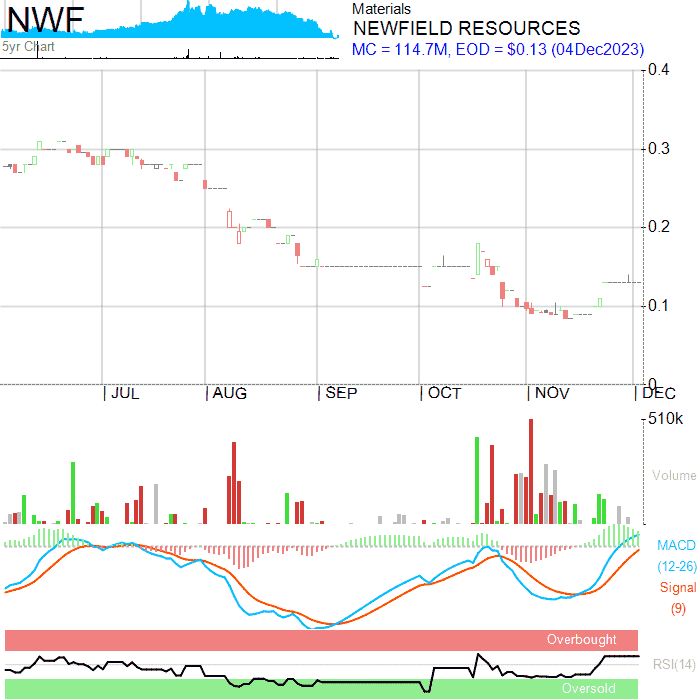 NWF
5yr Chart
Materials
NEWFIELD RESOURCES
MC = 114.7M, EOD = $0.13 (04Dec2023)
0.4
0.3
0.2
0.1
0
JUL AUG SEP OCT NOV DEC
510k
Volume
MACD
(12-26)
Signal
(9)
Overbought
RSI(14)
Oversold